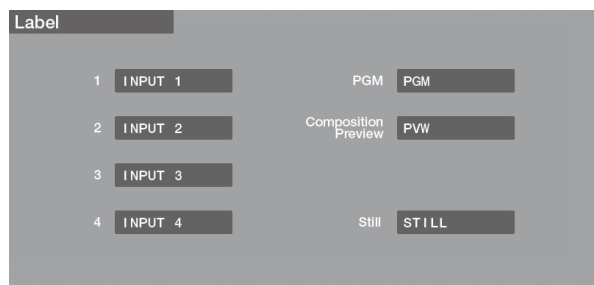 Label
1 INPUT 1
PGM PGM
2 INPUT 2
Composition
Preview PVW
3 INPUT 3
4 INPUT 4
Still STILL